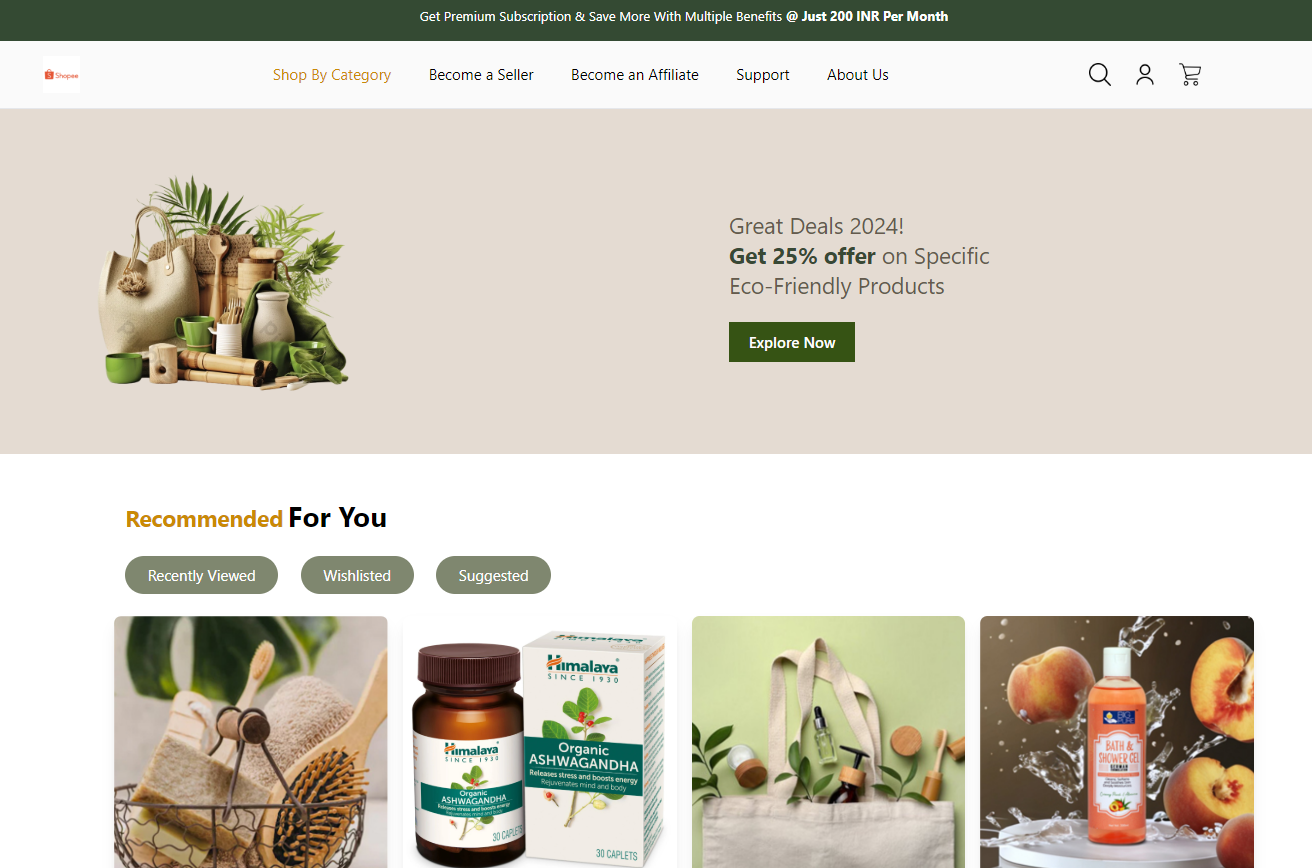 Get Premium Subscription & Save More With Multiple Benefits @ Just 200 INR Per Month
Shopee
Shop By Category
Become a Seller
Become an Affiliate
Support
About Us
Great Deals 2024!
Get 25% offer on Specific
Eco-Friendly Products
Explore Now
Recommended For You
Recently Viewed
Wishlisted
Suggested
Himalaya
SINCE 1930
Organic
ASHWAGANDHA
Releases stress and boosts energy
Rejuvenates mind and body
30 CAPLETS
Himalaya
SINCE 1930
Organic
ASHWAGANDHA
Releases stress and boosts energy
Rejuvenates mind and body
30 CAPLETS
Himalaya
BATH &
SHOWER GEL